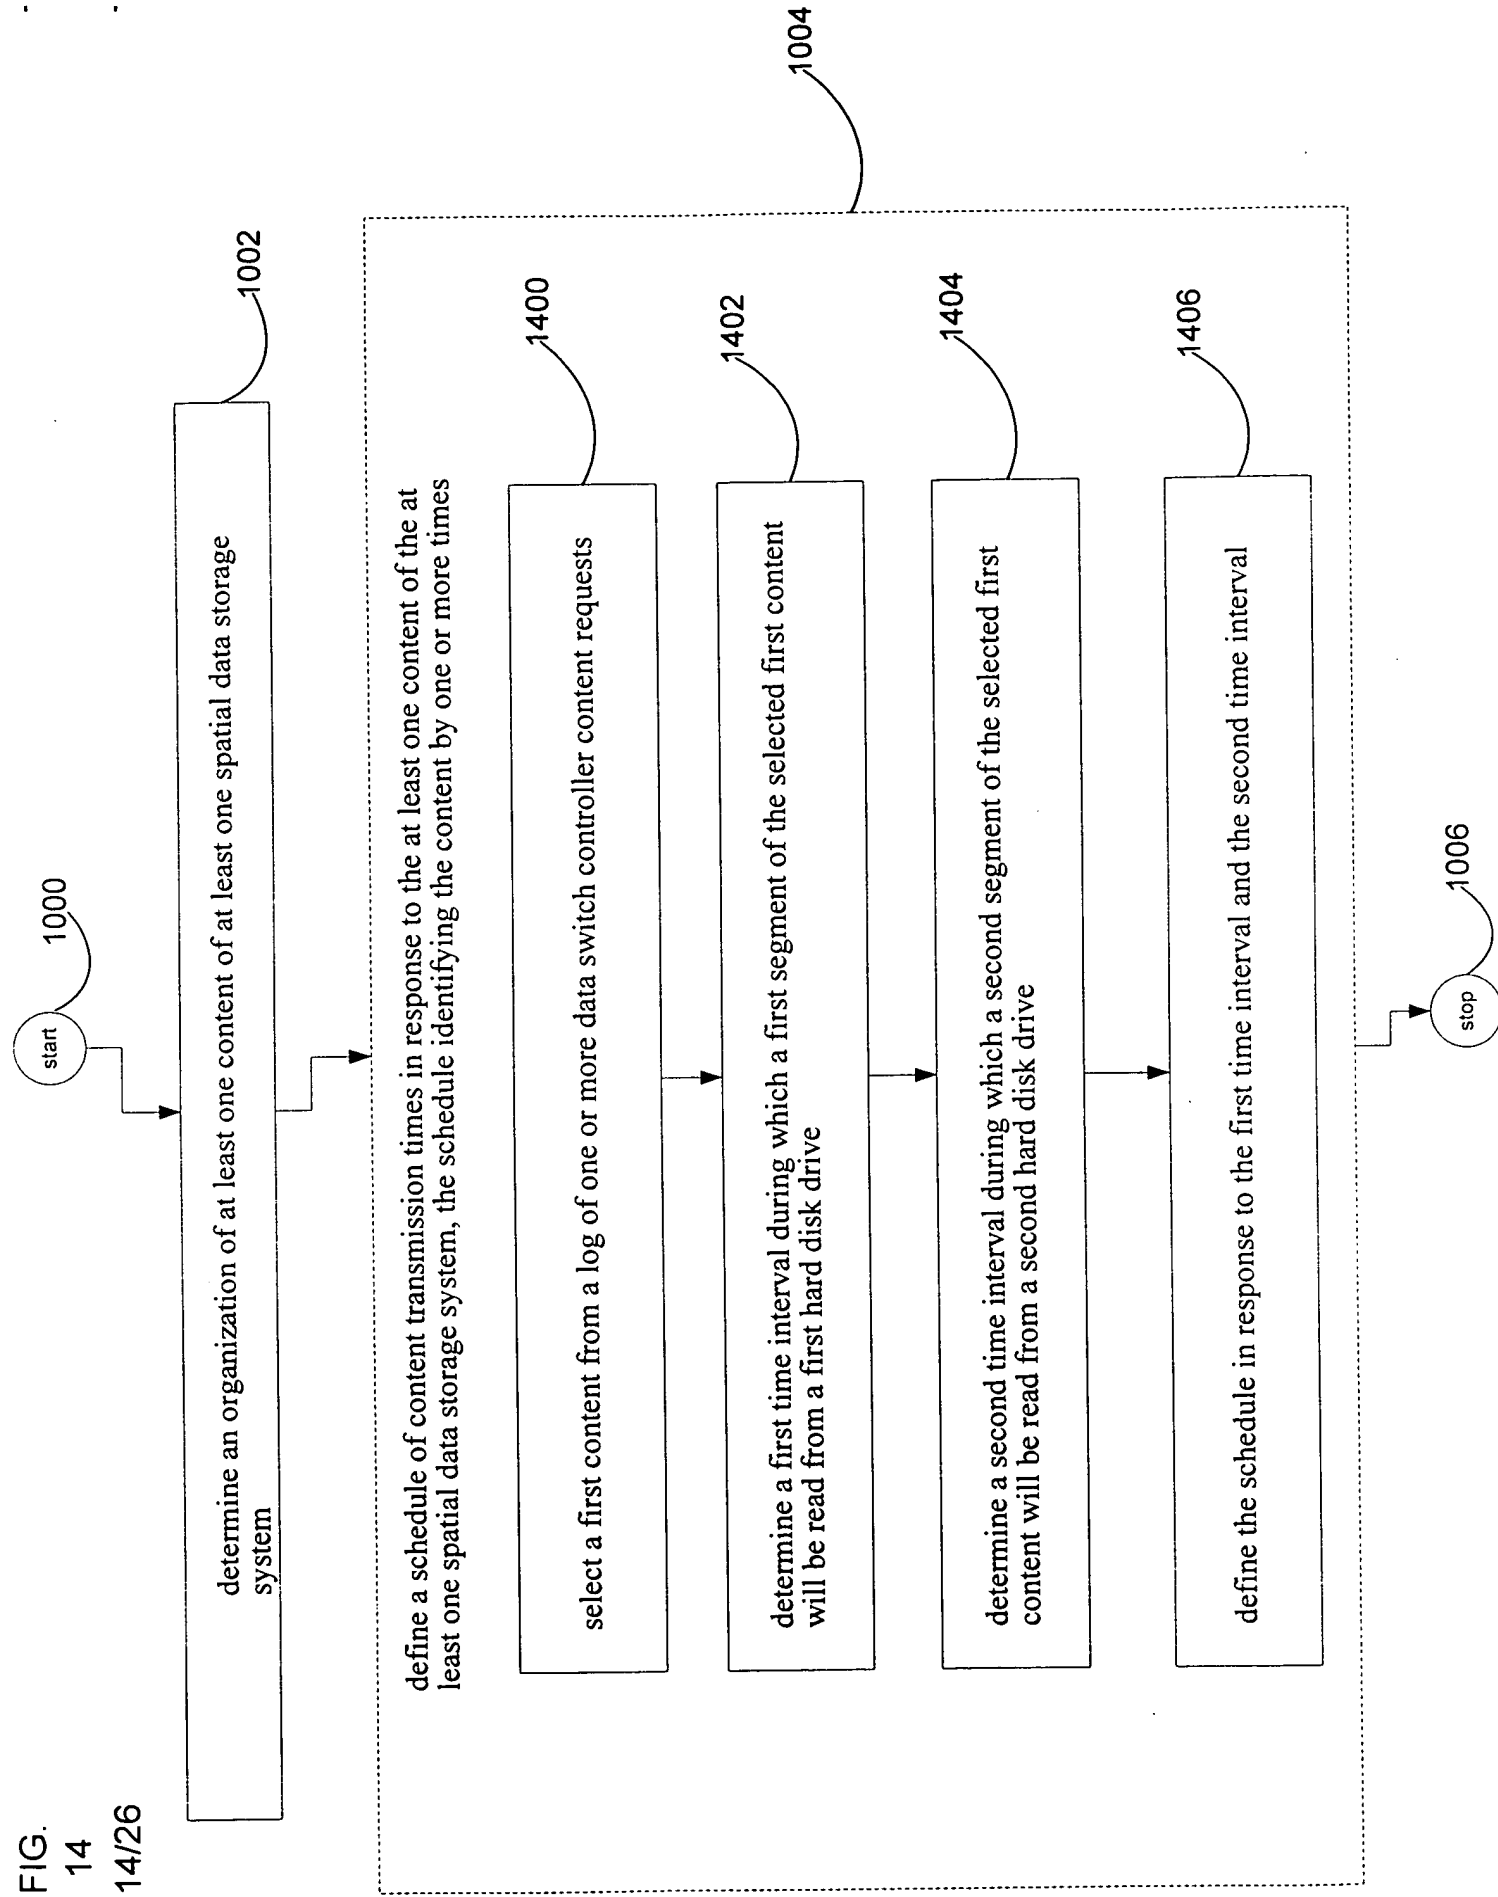 FIG.
14
14/26
start
1000
determine an organization of at least one content of at least one spatial data storage
system
1002
define a schedule of content transmission times in response to the at least one content of the at
least one spatial data storage system, the schedule identifying the content by one or more times
1004
select a first content from a log of one or more data switch controller content requests
1400
determine a first time interval during which a first segment of the selected first content
will be read from a first hard disk drive
1402
determine a second time interval during which a second segment of the selected first
content will be read from a second hard disk drive
1404
define the schedule in response to the first time interval and the second time interval
1406
stop
1006